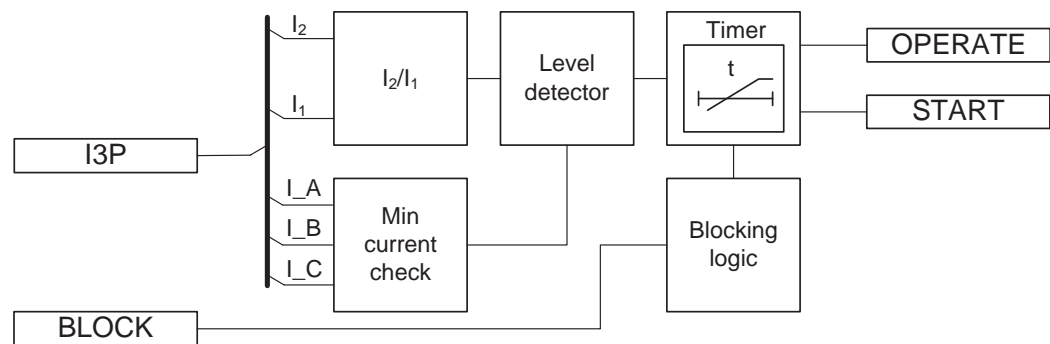 I₂
I₁
I3P
I_A
I_B
I_C
BLOCK
I₂/I₁
Min
current
check
Level
detector
Timer
t
Blocking
logic
OPERATE
START